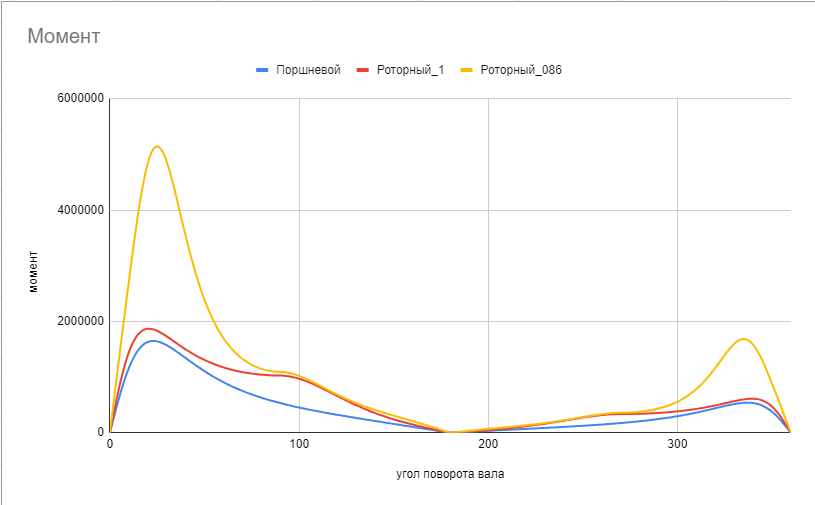 Момент
Поршневой Роторный_1 Роторный_086
6000000
4000000
2000000
0
момент
0 100 200 300
угол поворота вала